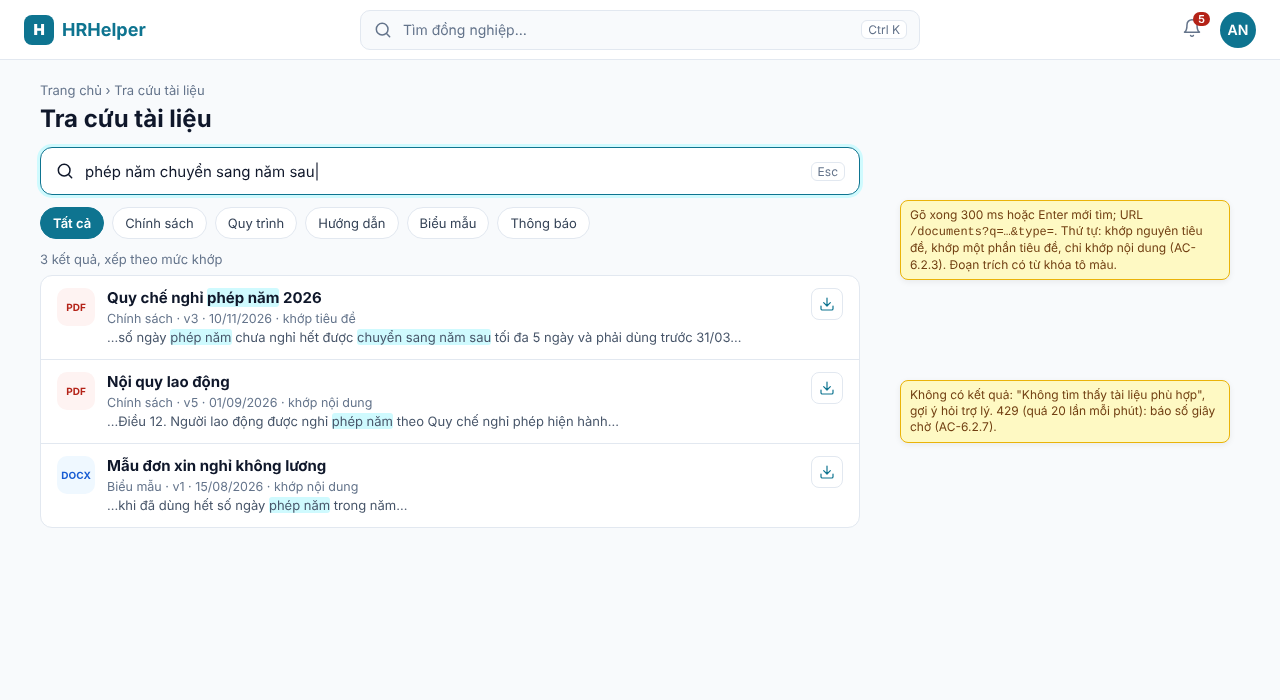 H HRHelper
Tìm đồng nghiệp...
Ctrl K
5
AN
Trang chủ › Tra cứu tài liệu
Tra cứu tài liệu
phép năm chuyển sang năm sau
Esc
Tất cả
Chính sách
Quy trình
Hướng dẫn
Biểu mẫu
Thông báo
3 kết quả, xếp theo mức khớp
PDF
Quy chế nghỉ phép năm 2026
Chính sách · v3 · 10/11/2026 · khớp tiêu đề
...số ngày phép năm chưa nghỉ hết được chuyển sang năm sau tối đa 5 ngày và phải dùng trước 31/03...
PDF
Nội quy lao động
Chính sách · v5 · 01/09/2026 · khớp nội dung
...Điều 12. Người lao động được nghỉ phép năm theo Quy chế nghỉ phép hiện hành...
DOCX
Mẫu đơn xin nghỉ không lương
Biểu mẫu · v1 · 15/08/2026 · khớp nội dung
...khi đã dùng hết số ngày phép năm trong năm...
Gõ xong 300 ms hoặc Enter mới tìm; URL
/documents?q=…&type=. Thứ tự: khớp nguyên tiêu
đề, khớp một phần tiêu đề, chỉ khớp nội dung (AC-
6.2.3). Đoạn trích có từ khóa tô màu.
Không có kết quả: "Không tìm thấy tài liệu phù hợp",
gợi ý hỏi trợ lý. 429 (quá 20 lần mỗi phút): báo số giây
chờ (AC-6.2.7).